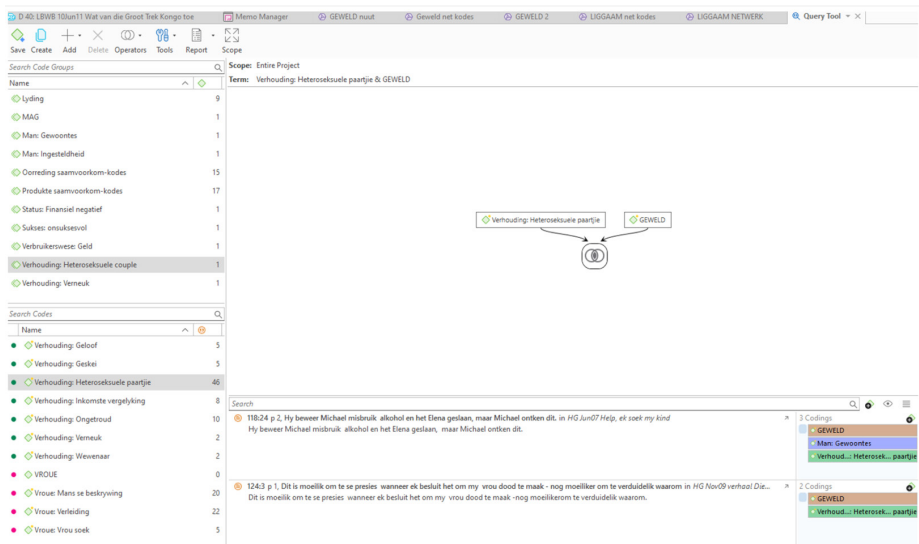 D 40: LBWB 10Jun11 Wat van die Groot Trek Kongo toe
Memo Manager
GEWELD nuut
Geweld net kodes
GEWELD 2
LIGGAAM net kodes
LIGGAAM NETWERK
Query Tool
Save Create Add Delete Operators Tools Report Scope
Search Code Groups
Name
Lyding 9
MAG 1
Man: Gewoontes 1
Man: Ingesteldheid 1
Oorreding saamvoorkom-kodes 15
Produkte saamvoorkom-kodes 17
Status: Finansiel negatief 1
Sukses: onsuksesvol 1
Verbruikerswese: Geld 1
Verhouding: Heteroseksuele couple 1
Verhouding: Verneuk 1
Search Codes
Name
Verhouding: Geloof 5
Verhouding: Geskei 5
Verhouding: Heteroseksuele paartjie 46
Verhouding: Inkomste vergelyking 8
Verhouding: Ongetroud 10
Verhouding: Verneuk 2
Verhouding: Wewenaar 2
VROUE 0
Vroue: Mans se beskrywing 20
Vroue: Verleiding 22
Vroue: Vrou soek 5
Scope: Entire Project
Term: Verhouding: Heteroseksuele paartjie & GEWELD
Verhouding: Heteroseksuele paartjie
GEWELD
Search
118:24 p 2, Hy beweer Michael misbruik alkohol en het Elena geslaan, maar Michael ontken dit. in HG Jun07 Help, ek soek my kind
Hy beweer Michael misbruik alkohol en het Elena geslaan, maar Michael ontken dit.
3 Codings
GEWELD
Man: Gewoontes
Verhoud...: Heterosek... paartjie
124:3 p 1, Dit is moeilik om te se presies wanneer ek besluit het om my vrou dood te maak - nog moeiliker om te verduidelik waarom in HG Nov09 verhaal Die...
Dit is moeilik om te se presies wanneer ek besluit het om my vrou dood te maak -nog moeilikerom te verduidelik waarom.
2 Codings
GEWELD
Verhoud...: Heterosek... paartjie